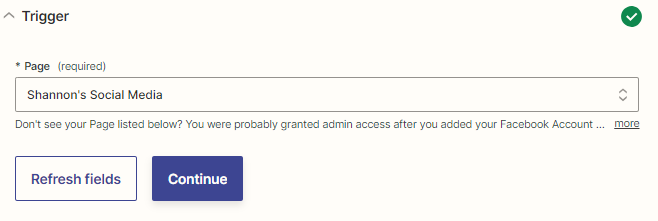 Trigger
* Page (required)
Shannon's Social Media
Don't see your Page listed below? You were probably granted admin access after you added your Facebook Account ... more
Refresh fields
Continue